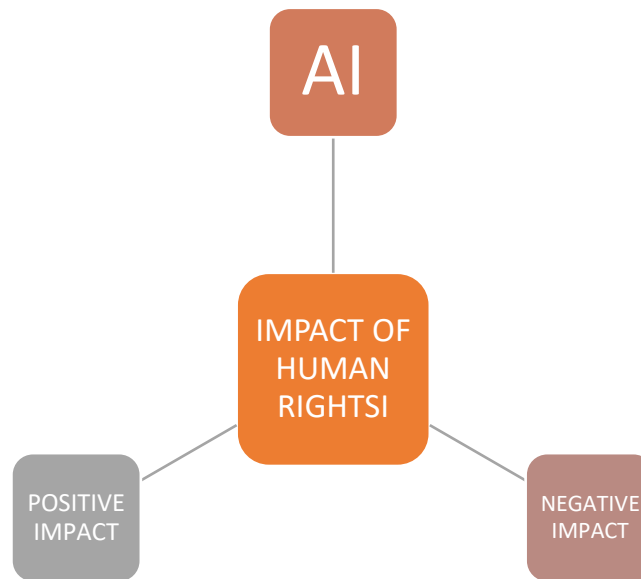 AI
IMPACT OF
HUMAN
RIGHTSI
POSITIVE
IMPACT
NEGATIVE
IMPACT